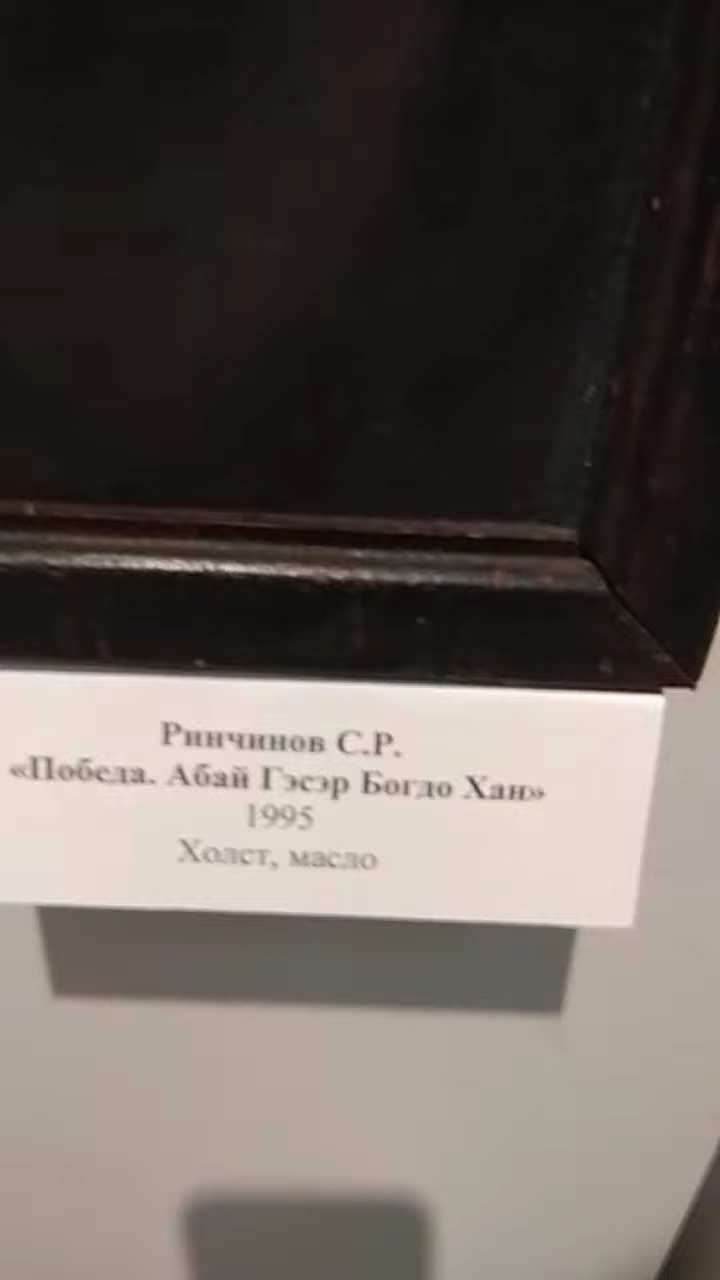 Ринчинов С.Р.
«Победа. Абай Гэсэр Богдо Хан»
1995
Холст, масло